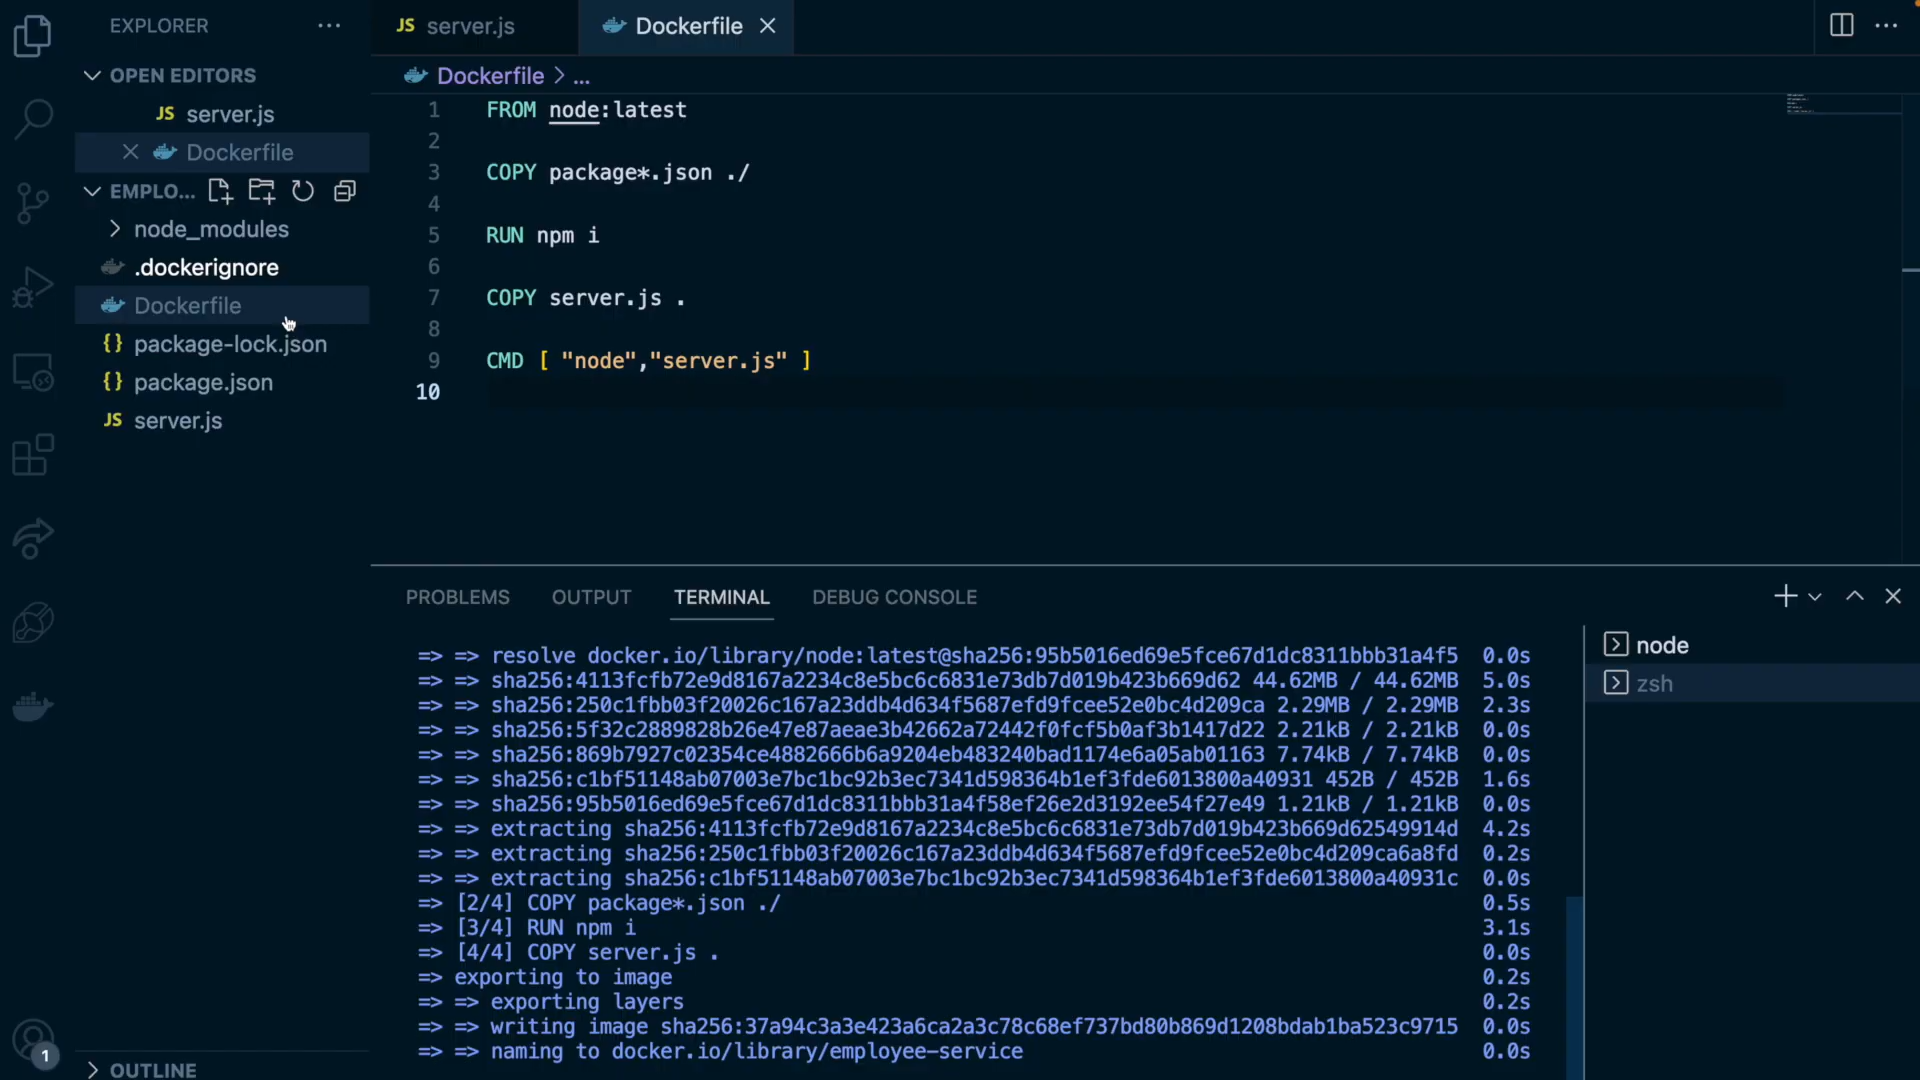 EXPLORER
OPEN EDITORS
JS server.js
Dockerfile
EMPLO...
node_modules
.dockerignore
Dockerfile
{} package-lock.json
{} package.json
JS server.js
1
OUTLINE
JS server.js
Dockerfile
Dockerfile > ...
1 FROM node:latest
2
3 COPY package*.json ./
4
5 RUN npm i
6
7 COPY server.js .
8
9 CMD [ "node","server.js" ]
10
PROBLEMS OUTPUT TERMINAL DEBUG CONSOLE
=> => resolve docker.io/library/node:latest@sha256:95b5016ed69e5fce67d1dc8311bbb31a4f5 0.0s
=> => sha256:4113fcfb72e9d8167a2234c8e5bc6c6831e73db7d019b423b669d62 44.62MB / 44.62MB 5.0s
=> => sha256:250c1fbb03f20026c167a23ddb4d634f5687efd9fcee52e0bc4d209ca 2.29MB / 2.29MB 2.3s
=> => sha256:5f32c2889828b26e47e87aeae3b42662a72442f0fcf5b0af3b1417d22 2.21kB / 2.21kB 0.0s
=> => sha256:869b7927c02354ce4882666b6a9204eb483240bad1174e6a05ab01163 7.74kB / 7.74kB 0.0s
=> => sha256:c1bf51148ab07003e7bc1bc92b3ec7341d598364b1ef3fde6013800a40931 452B / 452B 1.6s
=> => sha256:95b5016ed69e5fce67d1dc8311bbb31a4f58ef26e2d3192ee54f27e49 1.21kB / 1.21kB 0.0s
=> => extracting sha256:4113fcfb72e9d8167a2234c8e5bc6c6831e73db7d019b423b669d62549914d 4.2s
=> => extracting sha256:250c1fbb03f20026c167a23ddb4d634f5687efd9fcee52e0bc4d209ca6a8fd 0.2s
=> => extracting sha256:c1bf51148ab07003e7bc1bc92b3ec7341d598364b1ef3fde6013800a40931c 0.0s
=> [2/4] COPY package*.json ./ 0.5s
=> [3/4] RUN npm i 3.1s
=> [4/4] COPY server.js . 0.0s
=> exporting to image 0.2s
=> => exporting layers 0.2s
=> => writing image sha256:37a94c3a3e423a6ca2a3c78c68ef737bd80b869d1208bdab1ba523c9715 0.0s
=> => naming to docker.io/library/employee-service 0.0s
node
zsh